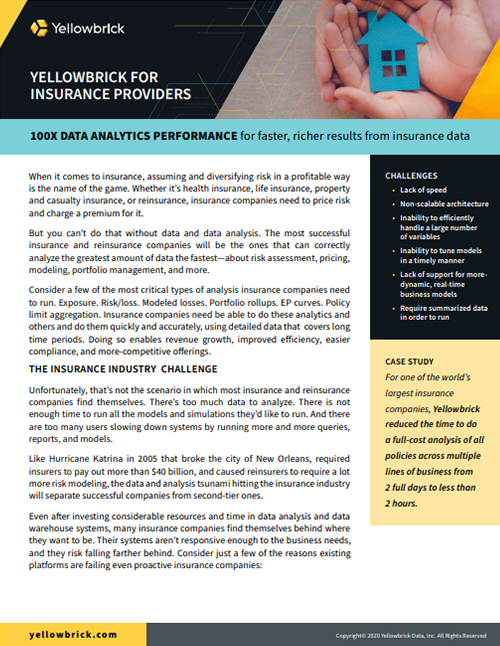 Yellowbrick
YELLOWBRICK FOR
INSURANCE PROVIDERS
100X DATA ANALYTICS PERFORMANCE for faster, richer results from insurance data
When it comes to insurance, assuming and diversifying risk in a profitable way
is the name of the game. Whether it's health insurance, life insurance, property
and casualty insurance, or reinsurance, insurance companies need to price risk
and charge a premium for it.
But you can't do that without data and data analysis. The most successful
insurance and reinsurance companies will be the ones that can correctly
analyze the greatest amount of data the fastest—about risk assessment, pricing,
modeling, portfolio management, and more.
Consider a few of the most critical types of analysis insurance companies need
to run. Exposure. Risk/loss. Modeled losses. Portfolio rollups. EP curves. Policy
limit aggregation. Insurance companies need be able to do these analytics and
others and do them quickly and accurately, using detailed data that covers long
time periods. Doing so enables revenue growth, improved efficiency, easier
compliance, and more-competitive offerings.
THE INSURANCE INDUSTRY CHALLENGE
Unfortunately, that's not the scenario in which most insurance and reinsurance
companies find themselves. There's too much data to analyze. There is not
enough time to run all the models and simulations they'd like to run. And there
are too many users slowing down systems by running more and more queries,
reports, and models.
Like Hurricane Katrina in 2005 that broke the city of New Orleans, required
insurers to pay out more than $40 billion, and caused reinsurers to require a lot
more risk modeling, the data and analysis tsunami hitting the insurance industry
will separate successful companies from second-tier ones.
Even after investing considerable resources and time in data analysis and data
warehouse systems, many insurance companies find themselves behind where
they want to be. Their systems aren't responsive enough to the business needs,
and they risk falling farther behind. Consider just a few of the reasons existing
platforms are failing even proactive insurance companies:
CHALLENGES
• Lack of speed
• Non-scalable architecture
• Inability to efficiently
handle a large number
of variables
• Inability to tune models
in a timely manner
• Lack of support for more-
dynamic, real-time
business models
• Require summarized data
in order to run
CASE STUDY
For one of the world's
largest insurance
companies, Yellowbrick
reduced the time to do
a full-cost analysis of all
policies across multiple
lines of business from
2 full days to less than
2 hours.
yellowbrick.com
Copyright© 2020 Yellowbrick Data, Inc. All Rights Reserved